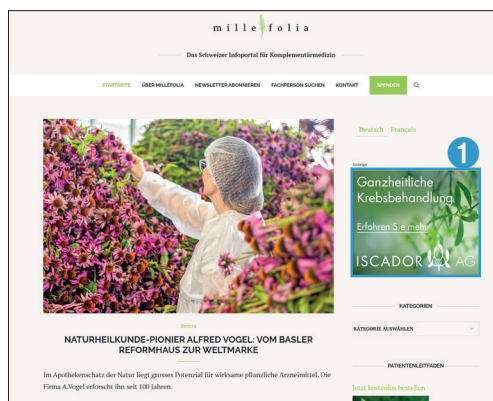 mille folia
Das Schweizer Infoportal für Komplementärmedizin
STARTSEITE ÜBER MILLEFOLIA NEWSLETTER ABONNIEREN FACHPERSON SUCHEN KONTAKT SPENDEN
Deutsch Français
1
Anzeige
Ganzheitliche
Krebsbehandlung
Erfahren Sie mehr
ISCADOR AG
Bericht
NATURHEILKUNDE-PIONIER ALFRED VOGEL: VOM BASLER
REFORMHAUS ZUR WELTMARKE
Im Apothekenschatz der Natur liegt grosses Potenzial für wirksame pflanzliche Arzneimittel. Die
Firma A.Vogel erforscht ihn seit 100 Jahren.
KATEGORIEN
KATEGORIE AUSWÄHLEN
PATIENTENLEITFADEN
Jetzt kostenlos bestellen